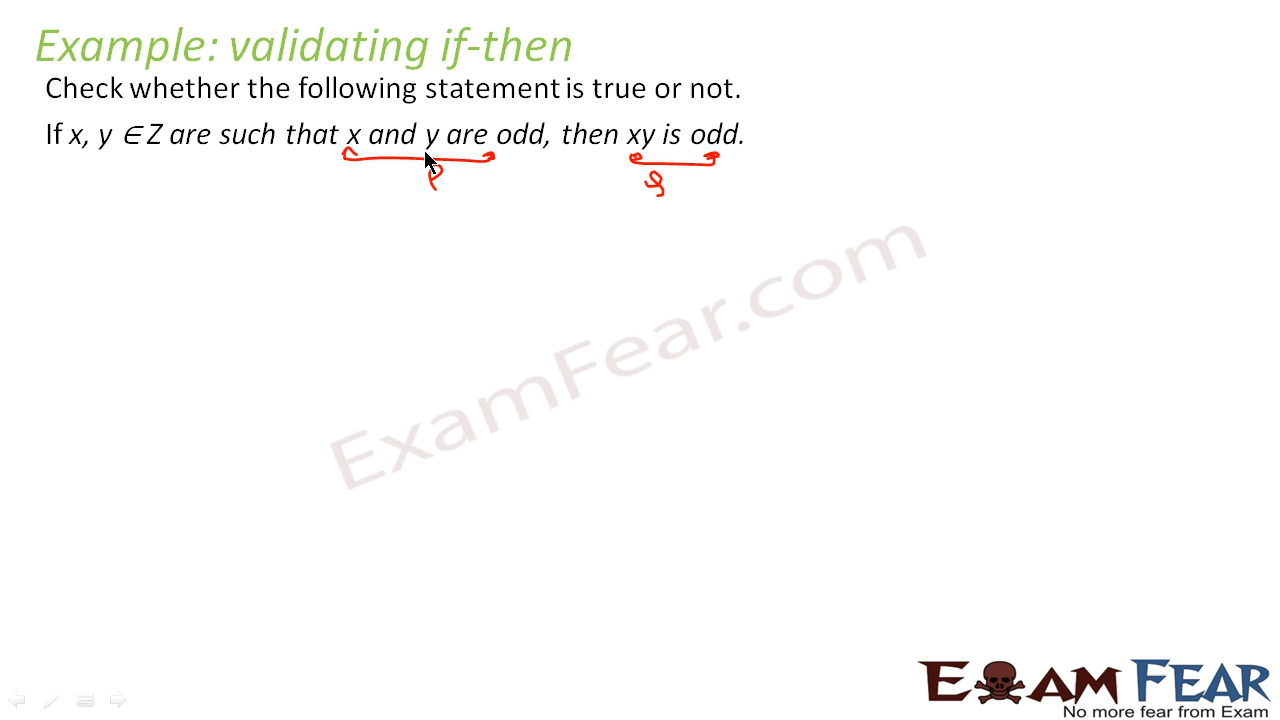 Example: validating if-then
Check whether the following statement is true or not.
If x, y ∈ Z are such that x and y are odd, then xy is odd.
P
ExamFear.com
EXAM FEAR
No more fear from Exam